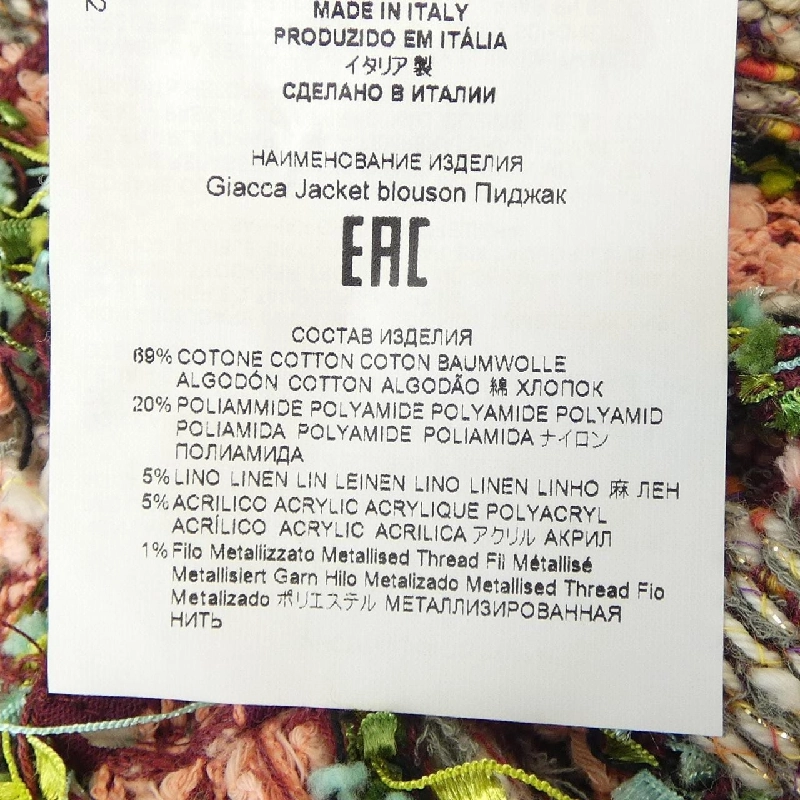 2
MADE IN ITALY
PRODUZIDO EM ITÁLIA
イタリア製
СДЕЛАНО В ИТАЛИИ
НАИМЕНОВАНИЕ ИЗДЕЛИЯ
Giacca Jacket blouson Пиджак
EAC
СОСТАВ ИЗДЕЛИЯ
69% COTONE COTTON COTON BAUMWOLLE
ALGODÓN COTTON ALGODÃO 綿 ХЛОПОК
20% POLIAMMIDE POLYAMIDE POLYAMIDE POLYAMID
POLIAMIDA POLYAMIDE POLIAMIDA ナイロン
ПОЛИАМИДА
5% LINO LINEN LIN LEINEN LINO LINEN LINHO 麻 ЛЕН
5% ACRILICO ACRYLIC ACRYLIQUE POLYACRYL
ACRÍLICO ACRYLIC ACRILICA アクリル АКРИЛ
1% Filo Metallizzato Metallised Thread Fil Métallisé
Metallisiert Garn Hilo Metalizado Metallised Thread Fio
Metalizado ポリエステル МЕТАЛЛИЗИРОВАННАЯ
НИТЬ